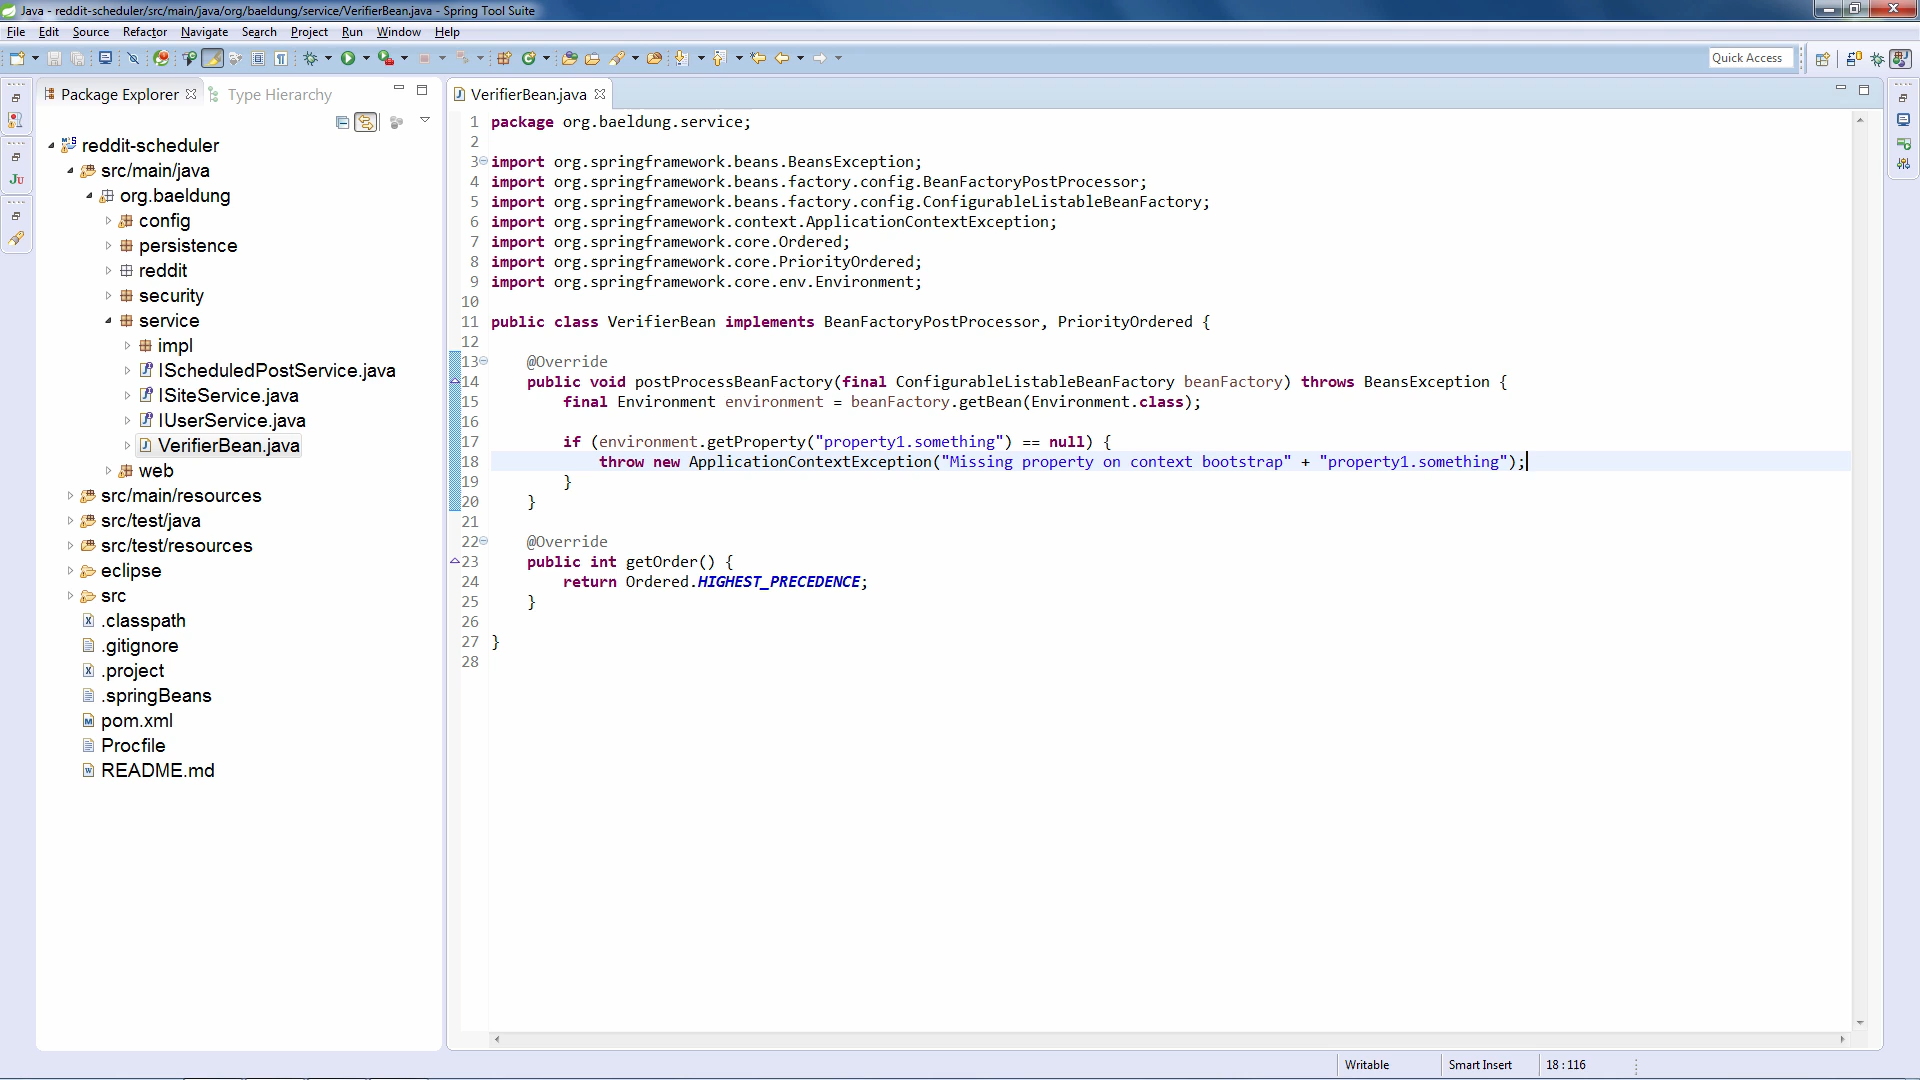 Java - reddit-scheduler/src/main/java/org/baeldung/service/VerifierBean.java - Spring Tool Suite
File Edit Source Refactor Navigate Search Project Run Window Help
Quick Access
Package Explorer Type Hierarchy
reddit-scheduler
src/main/java
org.baeldung
config
persistence
reddit
security
service
impl
IScheduledPostService.java
ISiteService.java
IUserService.java
VerifierBean.java
web
src/main/resources
src/test/java
src/test/resources
eclipse
src
.classpath
.gitignore
.project
.springBeans
pom.xml
Procfile
README.md
VerifierBean.java
1 package org.baeldung.service;
2
3 import org.springframework.beans.BeansException;
4 import org.springframework.beans.factory.config.BeanFactoryPostProcessor;
5 import org.springframework.beans.factory.config.ConfigurableListableBeanFactory;
6 import org.springframework.context.ApplicationContextException;
7 import org.springframework.core.Ordered;
8 import org.springframework.core.PriorityOrdered;
9 import org.springframework.core.env.Environment;
10
11 public class VerifierBean implements BeanFactoryPostProcessor, PriorityOrdered {
12
13 @Override
14 public void postProcessBeanFactory(final ConfigurableListableBeanFactory beanFactory) throws BeansException {
15 final Environment environment = beanFactory.getBean(Environment.class);
16
17 if (environment.getProperty("property1.something") == null) {
18 throw new ApplicationContextException("Missing property on context bootstrap" + "property1.something");
19 }
20 }
21
22 @Override
23 public int getOrder() {
24 return Ordered.HIGHEST_PRECEDENCE;
25 }
26
27 }
28
Writable Smart Insert 18 : 116